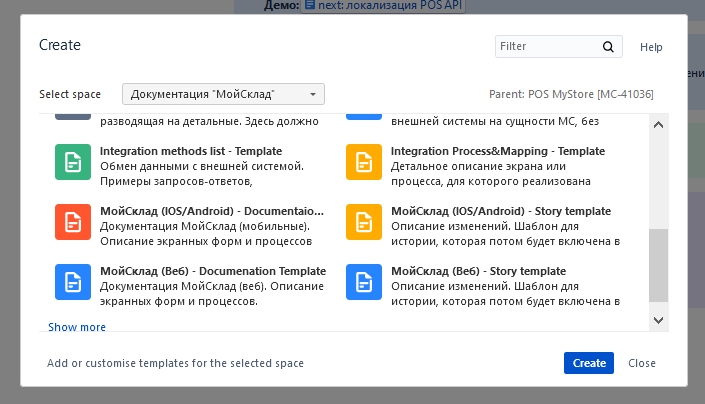 Демо: next: локализация POS API
Create
Filter
Help
Select space
Документация "МойСклад"
Parent: POS MyStore [МС-41036]
разводящая на детальные. Здесь должно
внешней системы на сущности МС, без
Integration methods list - Template
Обмен данными с внешней системой.
Примеры запросов-ответов,
Integration Process&Mapping - Template
Детальное описание экрана или
процесса, для которого реализована
МойСклад (IOS/Android) - Documentaio...
Документация МойСклад (мобильные).
Описание экранных форм и процессов
МойСклад (IOS/Android) - Story template
Описание изменений. Шаблон для
истории, которая потом будет включена в
МойСклад (Веб) - Documenation Template
Документация МойСклад (веб). Описание
экранных форм и процессов.
МойСклад (Веб) - Story template
Описание изменений. Шаблон для
истории, которая потом будет включена в
Show more
Add or customise templates for the selected space
Create
Close